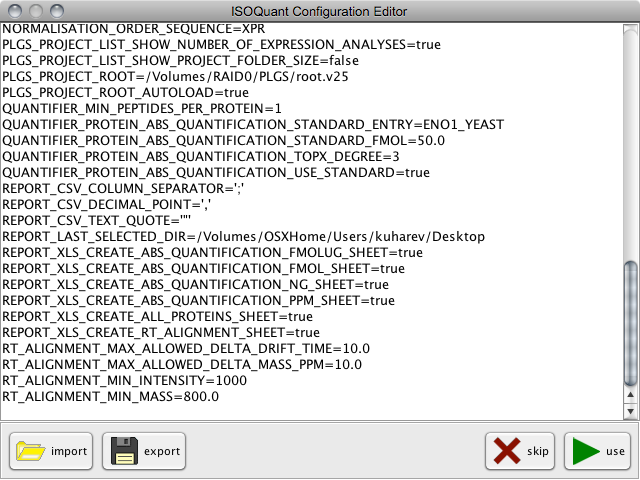 ISOQuant Configuration Editor
NORMALISATION_ORDER_SEQUENCE=XPR
PLGS_PROJECT_LIST_SHOW_NUMBER_OF_EXPRESSION_ANALYSES=true
PLGS_PROJECT_LIST_SHOW_PROJECT_FOLDER_SIZE=false
PLGS_PROJECT_ROOT=/Volumes/RAID0/PLGS/root.v25
PLGS_PROJECT_ROOT_AUTOLOAD=true
QUANTIFIER_MIN_PEPTIDES_PER_PROTEIN=1
QUANTIFIER_PROTEIN_ABS_QUANTIFICATION_STANDARD_ENTRY=ENO1_YEAST
QUANTIFIER_PROTEIN_ABS_QUANTIFICATION_STANDARD_FMOL=50.0
QUANTIFIER_PROTEIN_ABS_QUANTIFICATION_TOPX_DEGREE=3
QUANTIFIER_PROTEIN_ABS_QUANTIFICATION_USE_STANDARD=true
REPORT_CSV_COLUMN_SEPARATOR=';'
REPORT_CSV_DECIMAL_POINT=','
REPORT_CSV_TEXT_QUOTE='"'
REPORT_LAST_SELECTED_DIR=/Volumes/OSXHome/Users/kuharev/Desktop
REPORT_XLS_CREATE_ABS_QUANTIFICATION_FMOLUG_SHEET=true
REPORT_XLS_CREATE_ABS_QUANTIFICATION_FMOL_SHEET=true
REPORT_XLS_CREATE_ABS_QUANTIFICATION_NG_SHEET=true
REPORT_XLS_CREATE_ABS_QUANTIFICATION_PPM_SHEET=true
REPORT_XLS_CREATE_ALL_PROTEINS_SHEET=true
REPORT_XLS_CREATE_RT_ALIGNMENT_SHEET=true
RT_ALIGNMENT_MAX_ALLOWED_DELTA_DRIFT_TIME=10.0
RT_ALIGNMENT_MAX_ALLOWED_DELTA_MASS_PPM=10.0
RT_ALIGNMENT_MIN_INTENSITY=1000
RT_ALIGNMENT_MIN_MASS=800.0
import export skip use